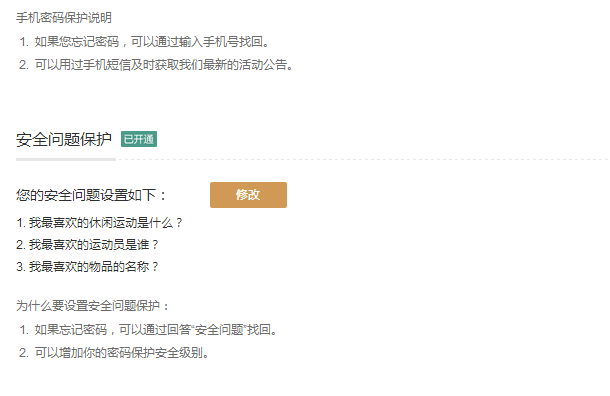 手机密码保护说明
1. 如果您忘记密码，可以通过输入手机号找回。
2. 可以用过手机短信及时获取我们最新的活动公告。
安全问题保护 已开通
您的安全问题设置如下： 修改
1. 我最喜欢的休闲运动是什么？
2. 我最喜欢的运动员是谁？
3. 我最喜欢的物品的名称？
为什么要设置安全问题保护：
1. 如果忘记密码，可以通过回答“安全问题”找回。
2. 可以增加你的密码保护安全级别。